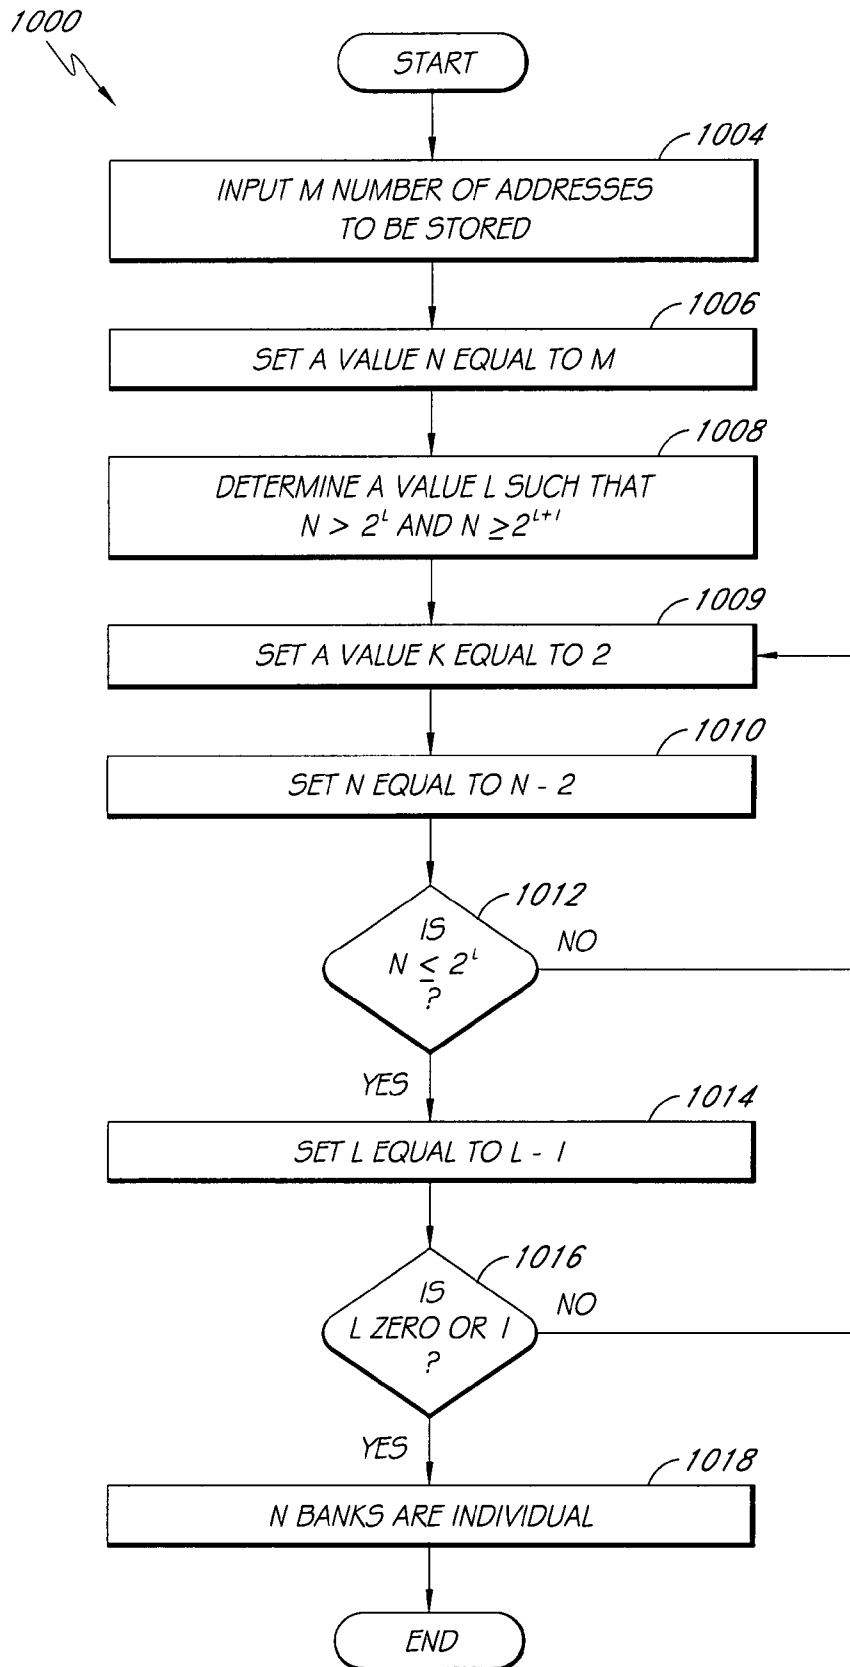 1000
START
1004
INPUT M NUMBER OF ADDRESSES
TO BE STORED
1006
SET A VALUE N EQUAL TO M
1008
DETERMINE A VALUE L SUCH THAT
N > 2^L AND N ≥ 2^L+1
1009
SET A VALUE K EQUAL TO 2
1010
SET N EQUAL TO N - 2
1012
IS
N ≤ 2^L
?
NO
YES
1014
SET L EQUAL TO L - 1
1016
IS
L ZERO OR 1
?
NO
YES
1018
N BANKS ARE INDIVIDUAL
END